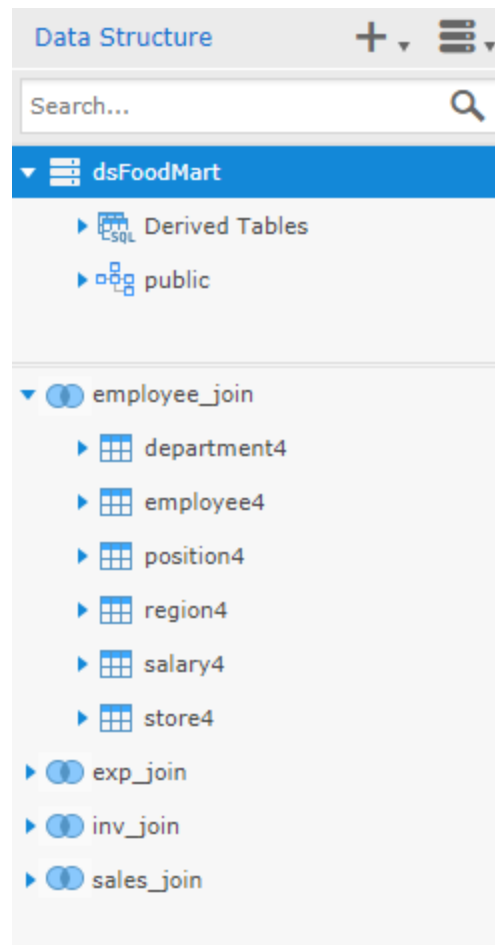 Data Structure
Search...
dsFoodMart
SQL Derived Tables
public
employee_join
department4
employee4
position4
region4
salary4
store4
exp_join
inv_join
sales_join